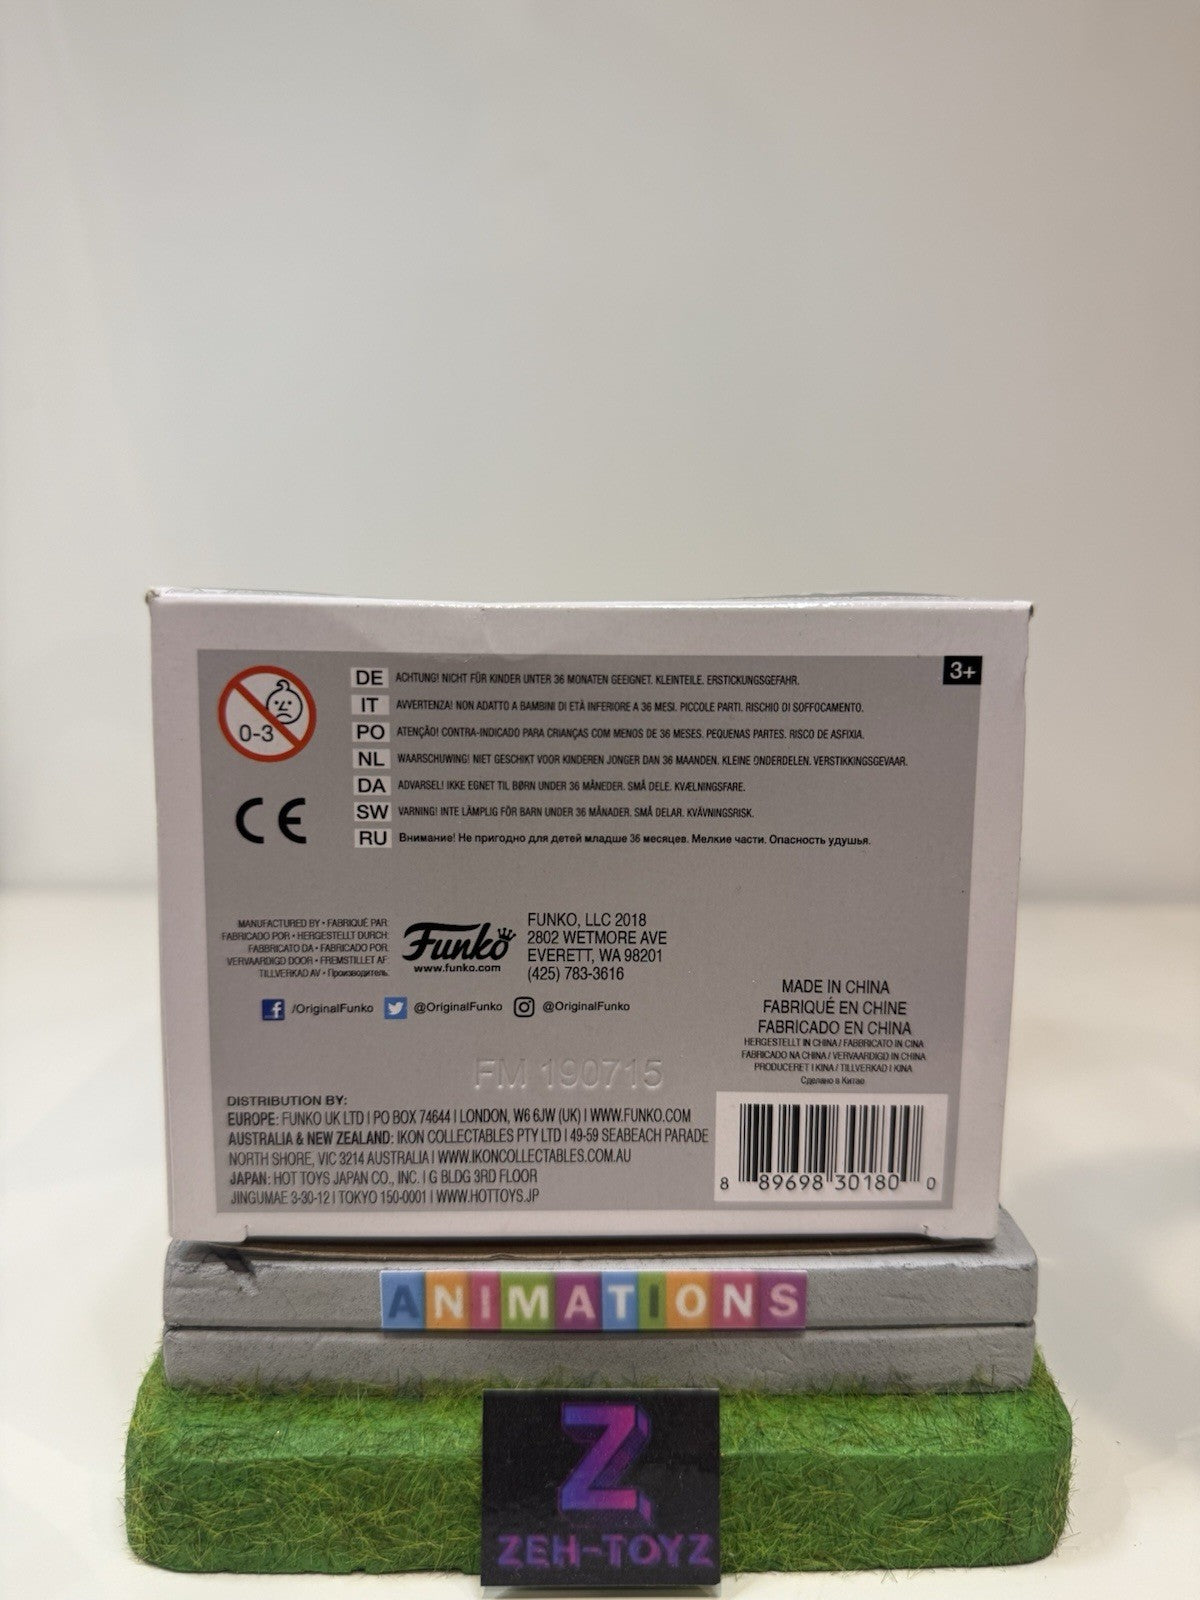 3+
0-3
DE ACHTUNG! NICHT FÜR KINDER UNTER 36 MONATEN GEEIGNET. KLEINTEILE. ERSTICKUNGSGEFAHR.
IT AVVERTENZA! NON ADATTO A BAMBINI DI ETÀ INFERIORE A 36 MESI. PICCOLE PARTI. RISCHIO DI SOFFOCAMENTO.
PO ATENÇÃO! CONTRA-INDICADO PARA CRIANÇAS COM MENOS DE 36 MESES. PEQUENAS PARTES. RISCO DE ASFIXIA.
NL WAARSCHUWING! NIET GESCHIKT VOOR KINDEREN JONGER DAN 36 MAANDEN. KLEINE ONDERDELEN. VERSTIKKINGSGEVAAR.
DA ADVARSEL! IKKE EGNET TIL BØRN UNDER 36 MÅNEDER. SMÅ DELE. KVÆLNINGSFARE.
SW VARNING! INTE LÄMPLIG FÖR BARN UNDER 36 MÅNADER. SMÅ DELAR. KVÄVNINGSRISK.
RU Внимание! Не пригодно для детей младше 36 месяцев. Мелкие части. Опасность удушья.
CE
MANUFACTURED BY • FABRIQUÉ PAR:
FABRICADO POR • HERGESTELLT DURCH:
FABBRICATO DA • FABRICADO POR:
VERVAARDIGD DOOR • FREMSTILLET AF:
TILLVERKAD AV • Производитель:
Funko
www.funko.com
FUNKO, LLC 2018
2802 WETMORE AVE
EVERETT, WA 98201
(425) 783-3616
/OriginalFunko @OriginalFunko @OriginalFunko
MADE IN CHINA
FABRIQUÉ EN CHINE
FABRICADO EN CHINA
HERGESTELLT IN CHINA / FABBRICATO IN CINA
FABRICADO NA CHINA / VERVAARDIGD IN CHINA
PRODUCERET I KINA / TILLVERKAD I KINA
Сделано в Китае
FM 190715
DISTRIBUTION BY:
EUROPE: FUNKO UK LTD | PO BOX 74644 | LONDON, W6 6JW (UK) | WWW.FUNKO.COM
AUSTRALIA & NEW ZEALAND: IKON COLLECTABLES PTY LTD | 49-59 SEABEACH PARADE
NORTH SHORE, VIC 3214 AUSTRALIA | WWW.IKONCOLLECTABLES.COM.AU
JAPAN: HOT TOYS JAPAN CO., INC. | G BLDG 3RD FLOOR
JINGUMAE 3-30-12 | TOKYO 150-0001 | WWW.HOTTOYS.JP
8 89698 30180 0
ANIMATIONS
Z
ZEH-TOYZ